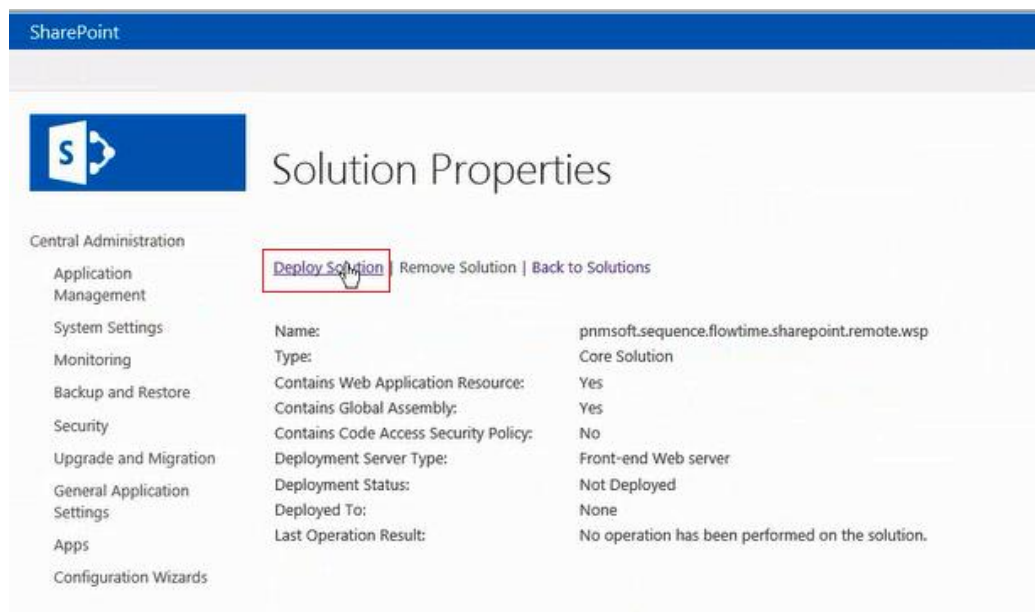 SharePoint
S
Solution Properties
Central Administration
Application
Management
System Settings
Monitoring
Backup and Restore
Security
Upgrade and Migration
General Application
Settings
Apps
Configuration Wizards
Deploy Solution | Remove Solution | Back to Solutions
Name: pnmsoft.sequence.flowtime.sharepoint.remote.wsp
Type: Core Solution
Contains Web Application Resource: Yes
Contains Global Assembly: Yes
Contains Code Access Security Policy: No
Deployment Server Type: Front-end Web server
Deployment Status: Not Deployed
Deployed To: None
Last Operation Result: No operation has been performed on the solution.